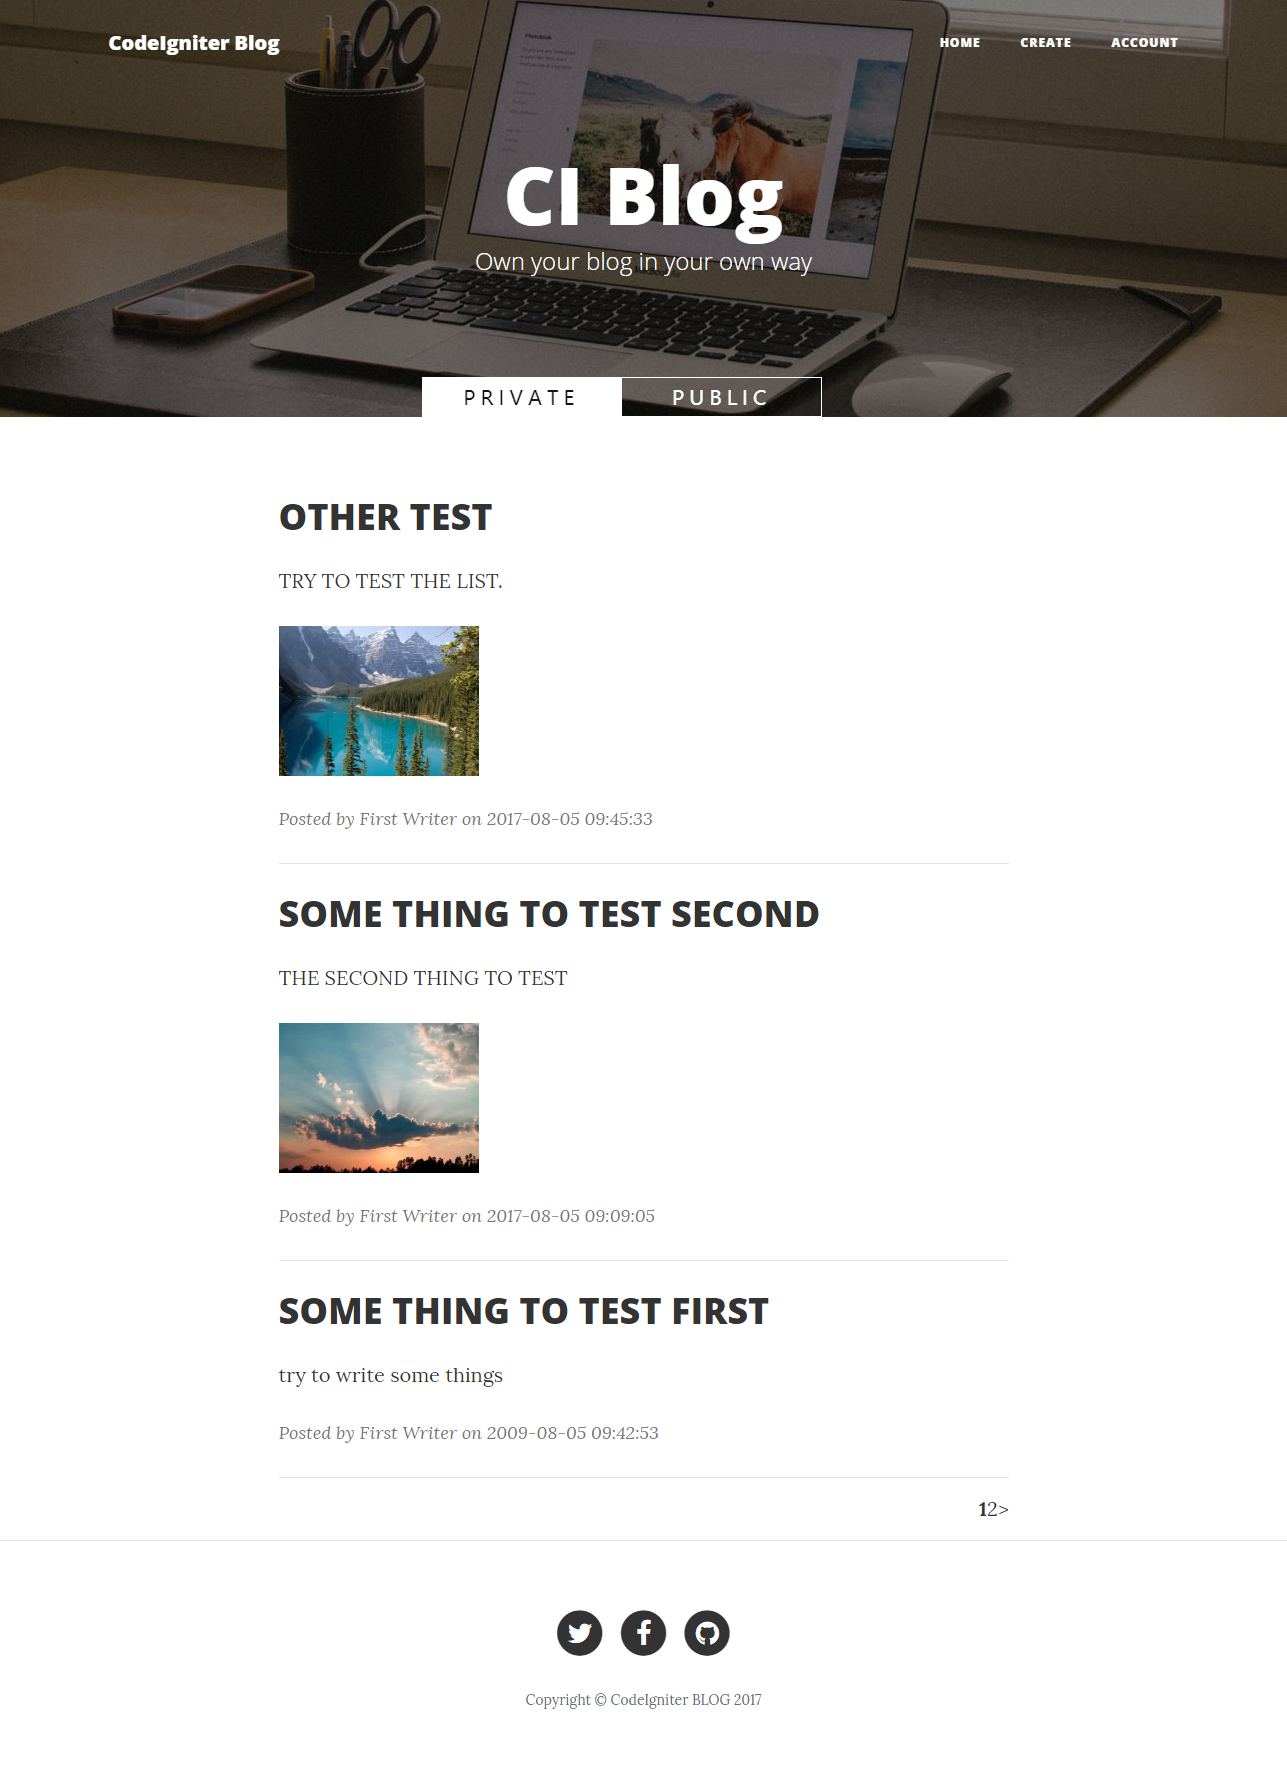 CodeIgniter Blog
HOME CREATE ACCOUNT
Photobook
CI Blog
Own your blog in your own way
PRIVATE PUBLIC
OTHER TEST
TRY TO TEST THE LIST.
Posted by First Writer on 2017-08-05 09:45:33
SOME THING TO TEST SECOND
THE SECOND THING TO TEST
Posted by First Writer on 2017-08-05 09:09:05
SOME THING TO TEST FIRST
try to write some things
Posted by First Writer on 2009-08-05 09:42:53
12>
Copyright © CodeIgniter BLOG 2017